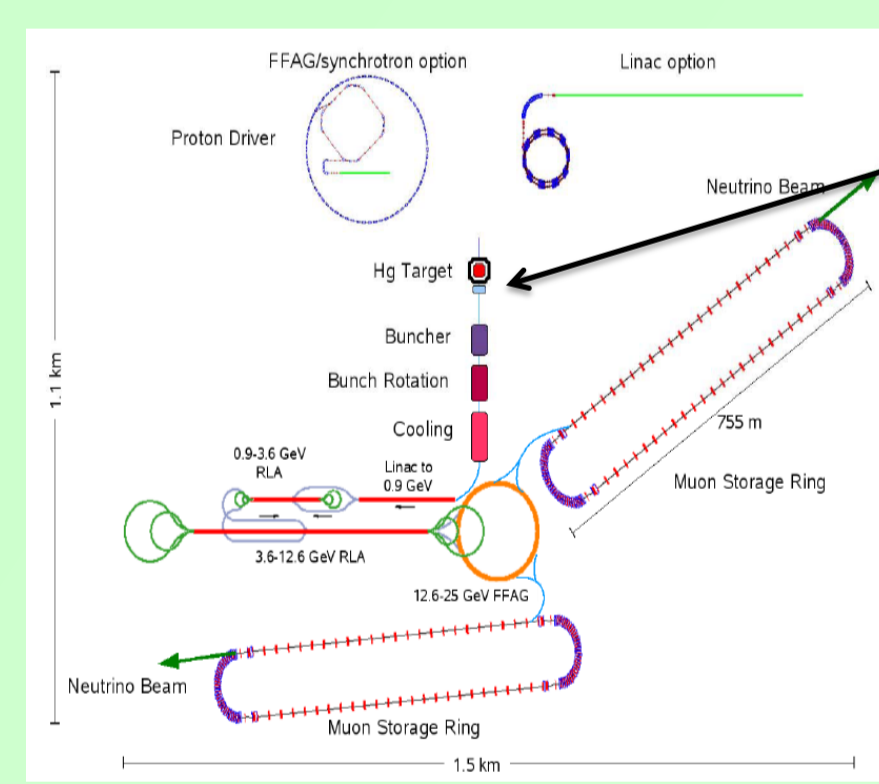 FFAG/synchrotron option
Linac option
Proton Driver
Neutrino Beam
Hg Target
Buncher
Bunch Rotation
Cooling
1.1 km
755 m
0.9-3.6 GeV
RLA
Linac to
0.9 GeV
Muon Storage Ring
3.6-12.6 GeV RLA
12.6-25 GeV FFAG
Neutrino Beam
Muon Storage Ring
1.5 km